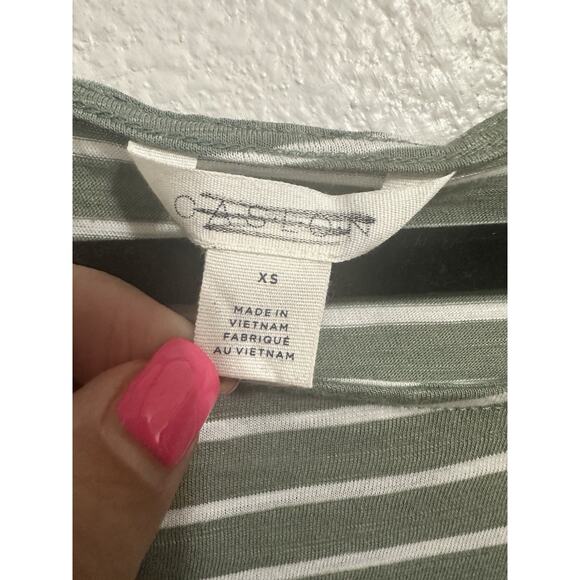 CASLON
XS
MADE IN
VIETNAM
FABRIQUÉ
AU VIETNAM